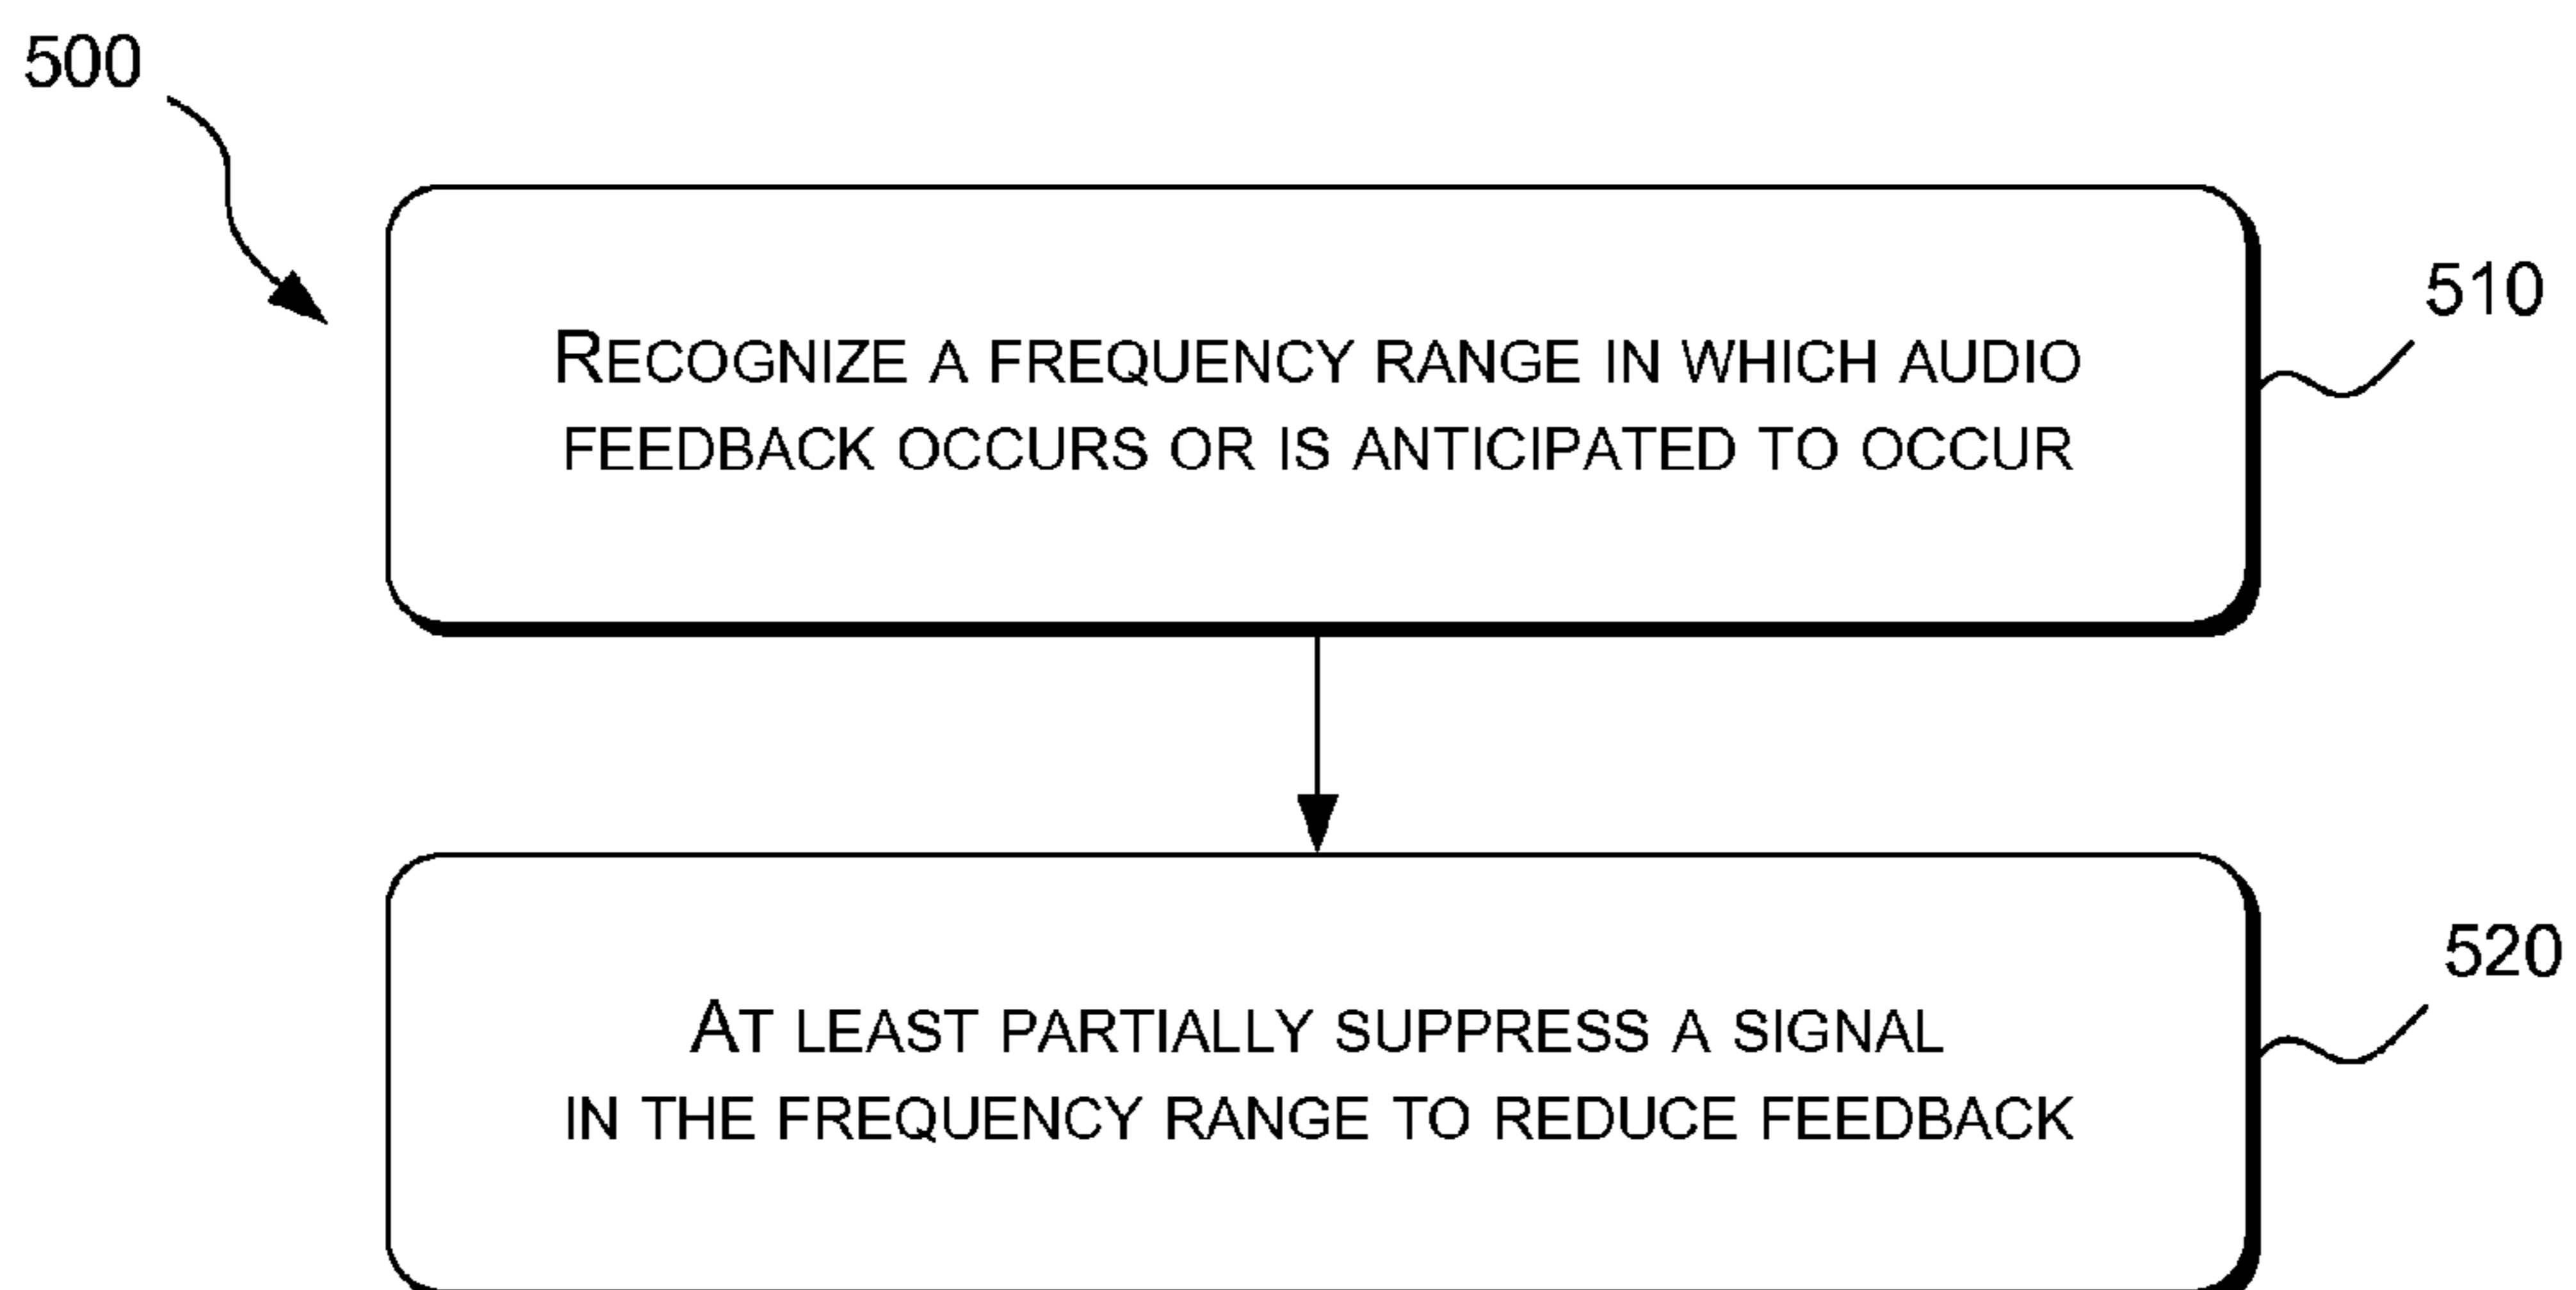 500
510
RECOGNIZE A FREQUENCY RANGE IN WHICH AUDIO
FEEDBACK OCCURS OR IS ANTICIPATED TO OCCUR
520
AT LEAST PARTIALLY SUPPRESS A SIGNAL
IN THE FREQUENCY RANGE TO REDUCE FEEDBACK